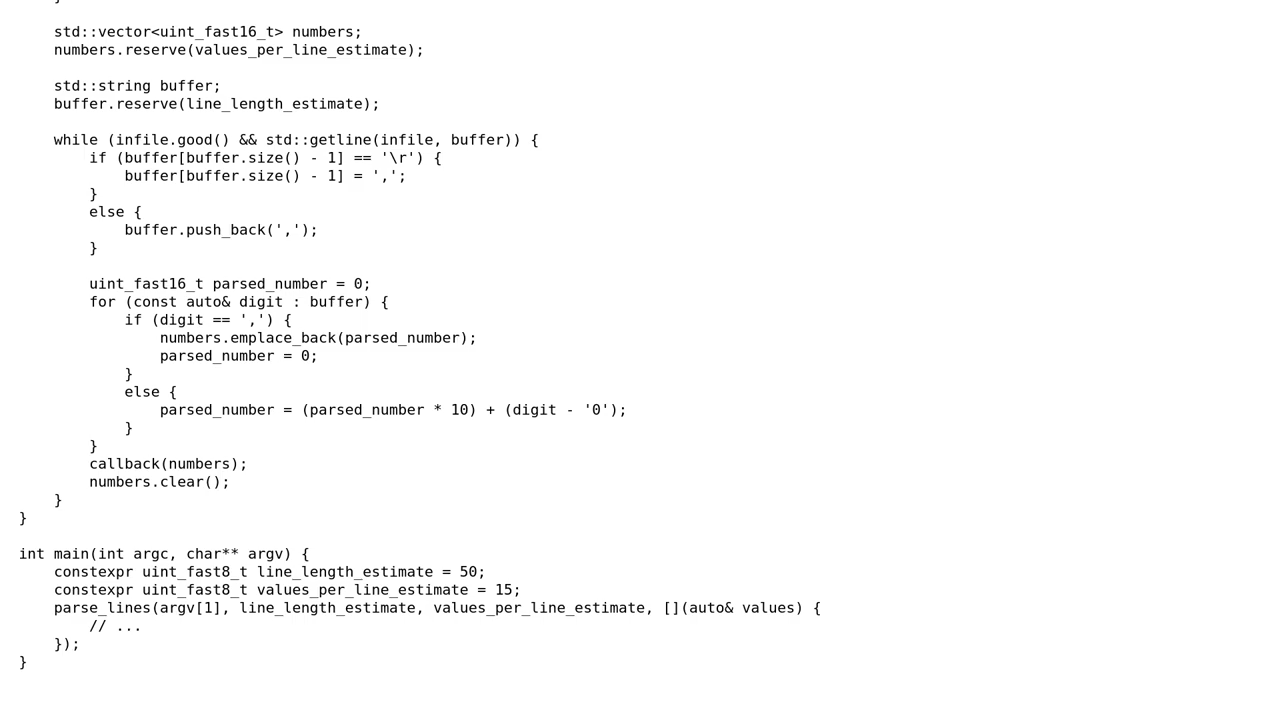 }
    std::vector<uint_fast16_t> numbers;
    numbers.reserve(values_per_line_estimate);

    std::string buffer;
    buffer.reserve(line_length_estimate);

    while (infile.good() && std::getline(infile, buffer)) {
        if (buffer[buffer.size() - 1] == '\r') {
            buffer[buffer.size() - 1] = ',';
        }
        else {
            buffer.push_back(',');
        }

        uint_fast16_t parsed_number = 0;
        for (const auto& digit : buffer) {
            if (digit == ',') {
                numbers.emplace_back(parsed_number);
                parsed_number = 0;
            }
            else {
                parsed_number = (parsed_number * 10) + (digit - '0');
            }
        }
        callback(numbers);
        numbers.clear();
    }
}

int main(int argc, char** argv) {
    constexpr uint_fast8_t line_length_estimate = 50;
    constexpr uint_fast8_t values_per_line_estimate = 15;
    parse_lines(argv[1], line_length_estimate, values_per_line_estimate, [](auto& values) {
        // ...
    });
}